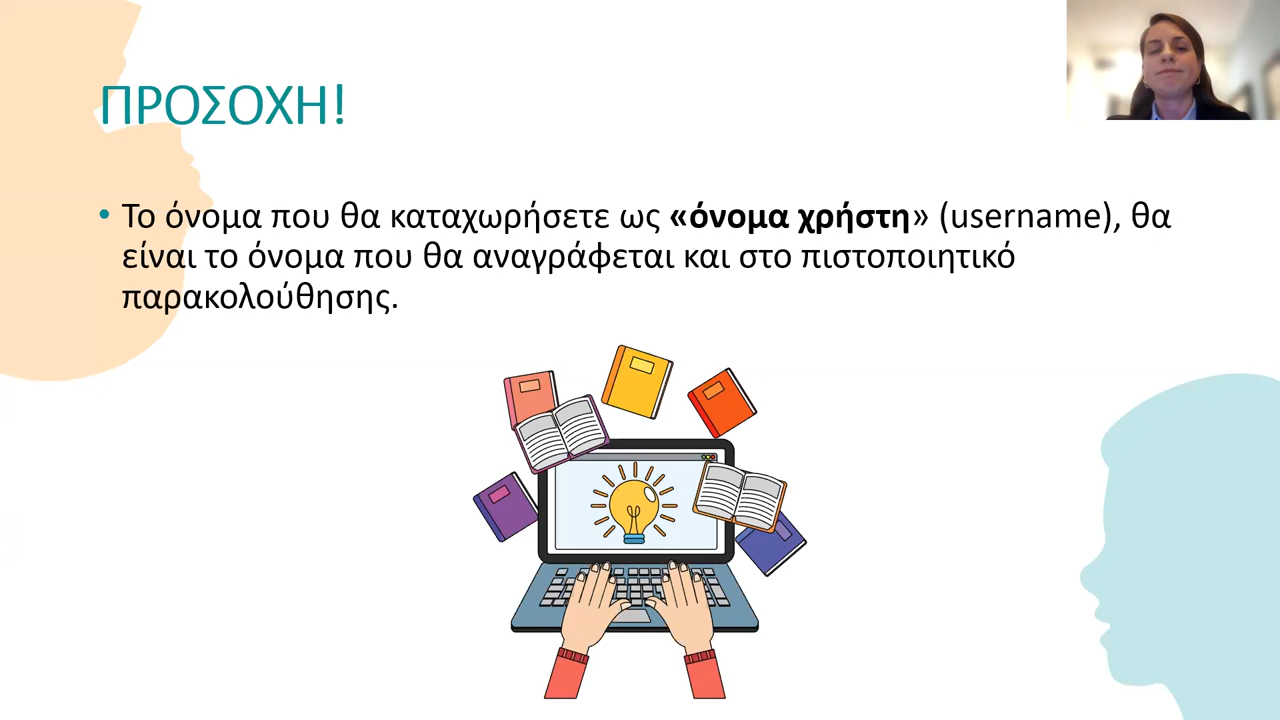 ΠΡΟΣΟΧΗ!
• Το όνομα που θα καταχωρήσετε ως «όνομα χρήστη» (username), θα
είναι το όνομα που θα αναγράφεται και στο πιστοποιητικό
παρακολούθησης.